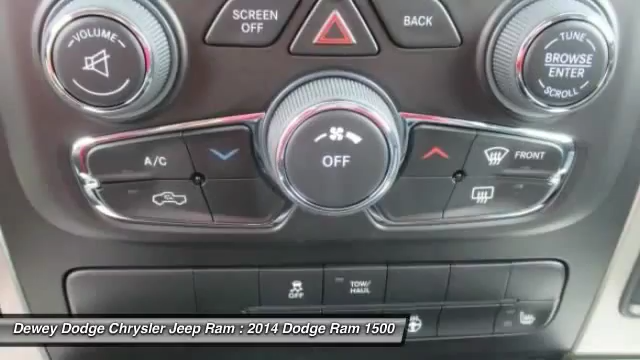 SCREEN
OFF
BACK
VOLUME
TUNE
BROWSE
ENTER
SCROLL
OFF
A/C
FRONT
OFF
TOW/
HAUL
Dewey Dodge Chrysler Jeep Ram : 2014 Dodge Ram 1500